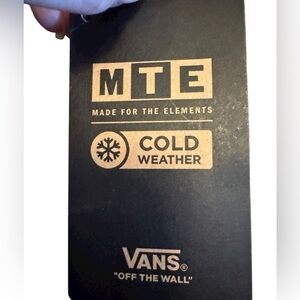 MTE
MADE FOR THE ELEMENTS
COLD
WEATHER
VANS®
"OFF THE WALL"